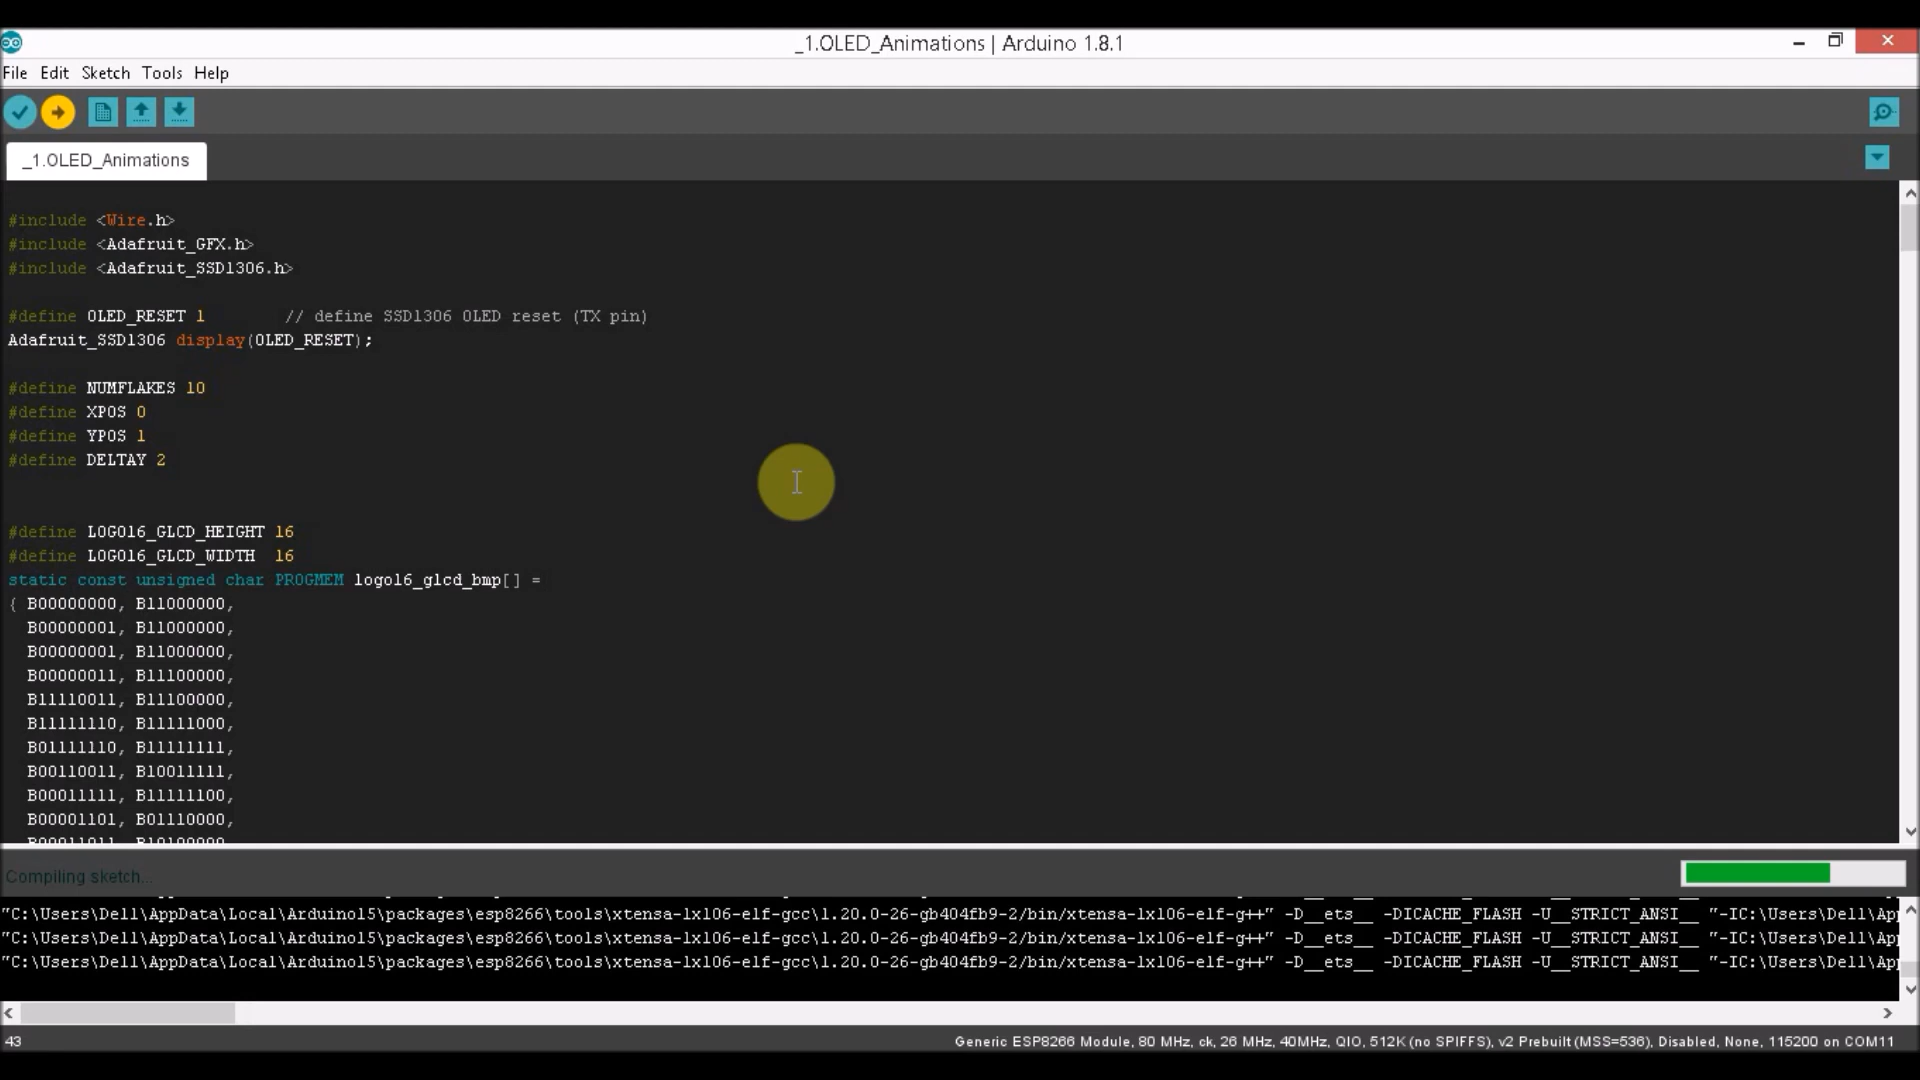 _1.OLED_Animations | Arduino 1.8.1
File Edit Sketch Tools Help
_1.OLED_Animations
#include <Wire.h>
#include <Adafruit_GFX.h>
#include <Adafruit_SSD1306.h>
#define OLED_RESET 1 // define SSD1306 OLED reset (TX pin)
Adafruit_SSD1306 display(OLED_RESET);
#define NUMFLAKES 10
#define XPOS 0
#define YPOS 1
#define DELTAY 2
#define LOGO16_GLCD_HEIGHT 16
#define LOGO16_GLCD_WIDTH 16
static const unsigned char PROGMEM logo16_glcd_bmp[] =
{ B00000000, B11000000,
B00000001, B11000000,
B00000001, B11000000,
B00000011, B11100000,
B11110011, B11100000,
B11111110, B11111000,
B01111110, B11111111,
B00110011, B10011111,
B00011111, B11111100,
B00001101, B01110000,
B00011011, B10100000,
Compiling sketch...
"C:\Users\Dell\AppData\Local\Arduino15\packages\esp8266\tools\xtensa-lx106-elf-gcc\1.20.0-26-gb404fb9-2/bin/xtensa-lx106-elf-g++" -D__ets__ -DICACHE_FLASH -U__STRICT_ANSI__ "-IC:\Users\Dell\Ap
"C:\Users\Dell\AppData\Local\Arduino15\packages\esp8266\tools\xtensa-lx106-elf-gcc\1.20.0-26-gb404fb9-2/bin/xtensa-lx106-elf-g++" -D__ets__ -DICACHE_FLASH -U__STRICT_ANSI__ "-IC:\Users\Dell\Ap
"C:\Users\Dell\AppData\Local\Arduino15\packages\esp8266\tools\xtensa-lx106-elf-gcc\1.20.0-26-gb404fb9-2/bin/xtensa-lx106-elf-g++" -D__ets__ -DICACHE_FLASH -U__STRICT_ANSI__ "-IC:\Users\Dell\Ap
43 Generic ESP8266 Module, 80 MHz, ck, 26 MHz, 40MHz, QIO, 512K (no SPIFFS), v2 Prebuilt (MSS=536), Disabled, None, 115200 on COM11